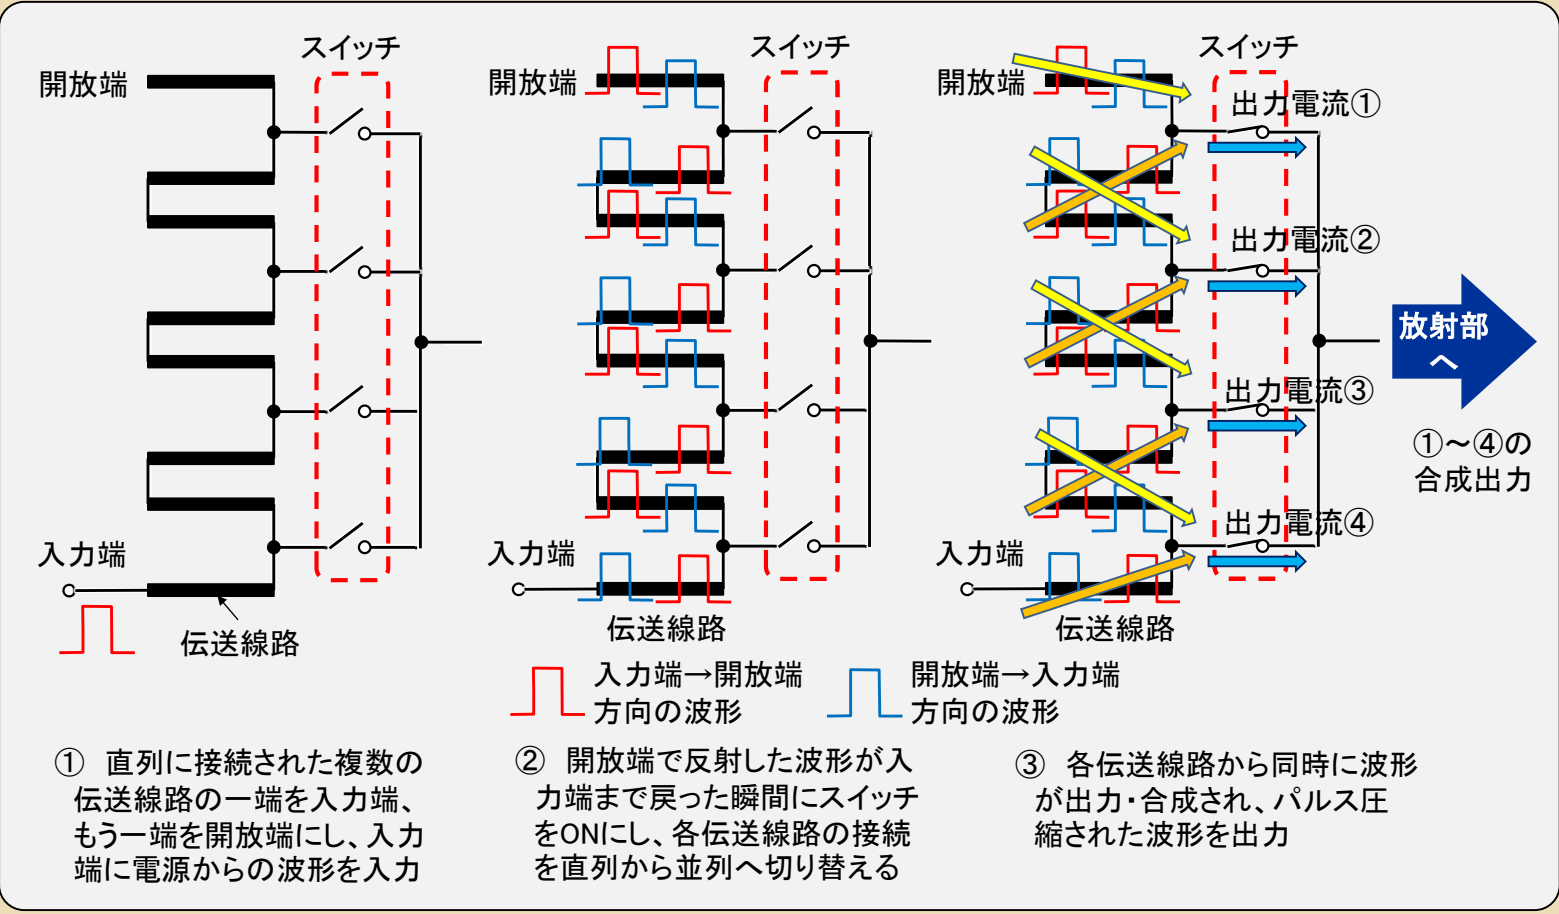 スイッチ
開放端
入力端
伝送線路
スイッチ
開放端
入力端
伝送線路
スイッチ
開放端
出力電流①
出力電流②
出力電流③
出力電流④
入力端
伝送線路
放射部
へ
①～④の
合成出力
入力端→開放端
方向の波形
開放端→入力端
方向の波形
① 直列に接続された複数の
伝送線路の一端を入力端、
もう一端を開放端にし、入力
端に電源からの波形を入力
② 開放端で反射した波形が入
力端まで戻った瞬間にスイッチ
をONにし、各伝送線路の接続
を直列から並列へ切り替える
③ 各伝送線路から同時に波形
が出力・合成され、パルス圧
縮された波形を出力